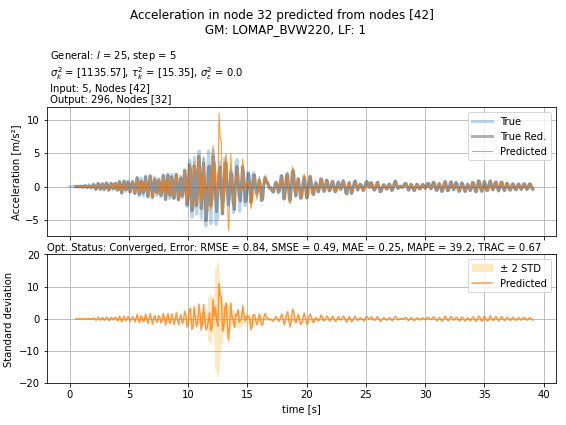 Acceleration in node 32 predicted from nodes [42]
GM: LOMAP_BVW220, LF: 1
General: l = 25, step = 5
σ²ₖ = [1135.57], τ²ₖ = [15.35], σ²ₑ = 0.0
Input: 5, Nodes [42]
Output: 296, Nodes [32]
Acceleration [m/s²]
10
5
0
−5
True
True Red.
Predicted
Opt. Status: Converged, Error: RMSE = 0.84, SMSE = 0.49, MAE = 0.25, MAPE = 39.2, TRAC = 0.67
Standard deviation
20
10
0
−10
−20
± 2 STD
Predicted
0 5 10 15 20 25 30 35 40
time [s]